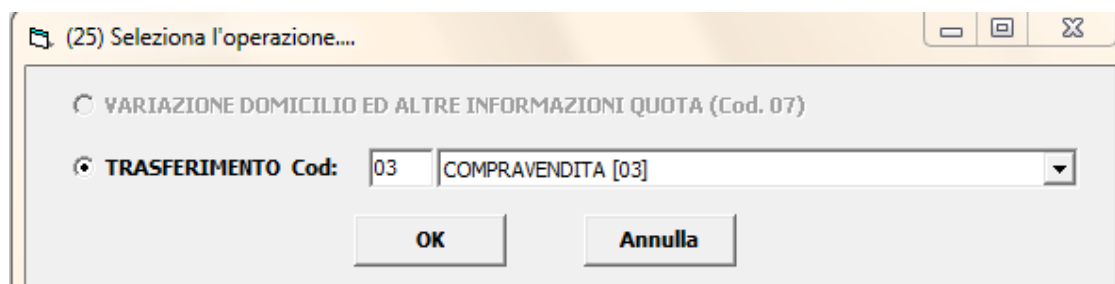 (25) Seleziona l'operazione....
VARIAZIONE DOMICILIO ED ALTRE INFORMAZIONI QUOTA (Cod. 07)
TRASFERIMENTO Cod: 03 COMPRAVENDITA [03]
OK Annulla